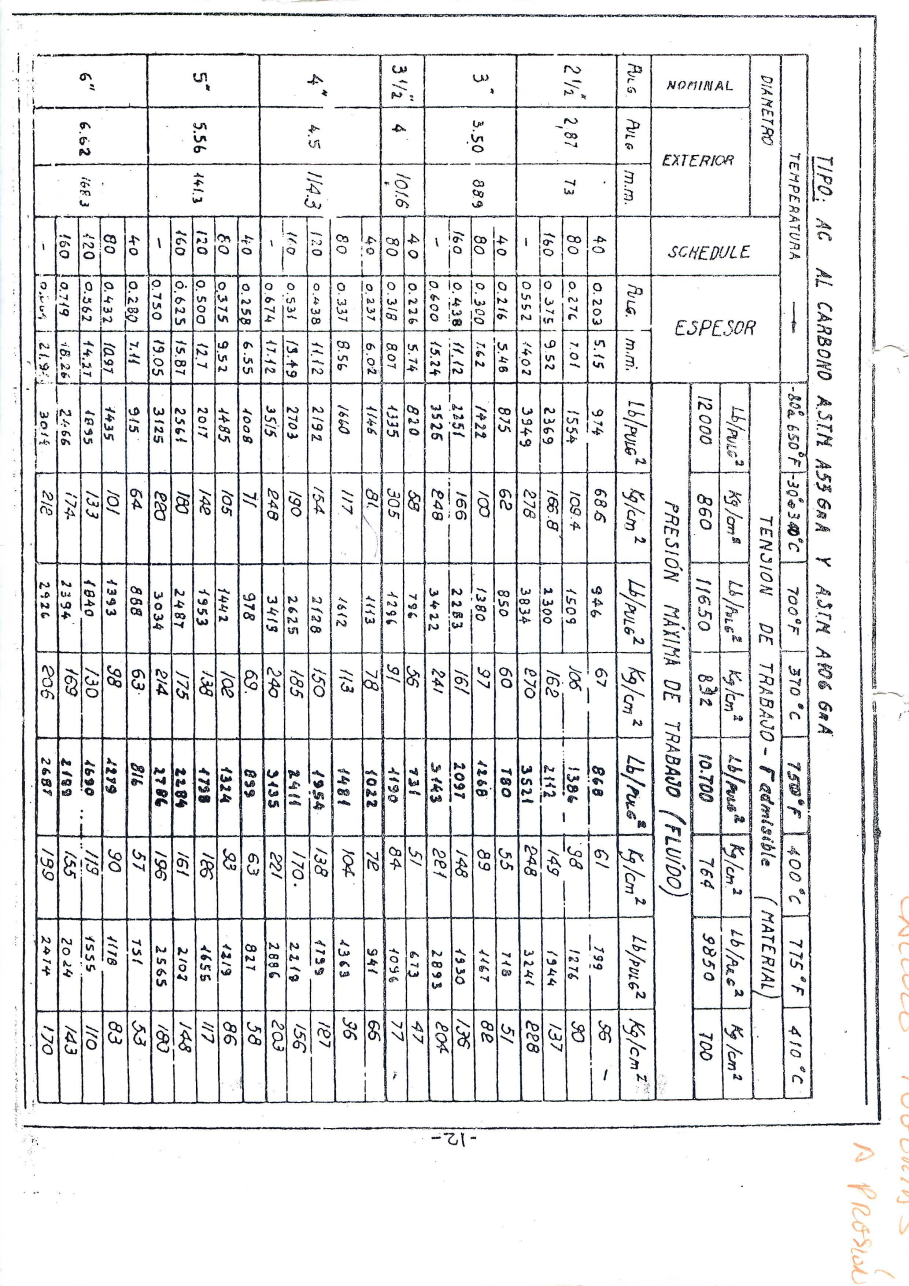 CALCULO
A PRESION
TIPO: AC AL CARBONO ASTM A53 GRA Y ASTM A106 GRA
TEMPERATURA — -30 a 650°F -30° a 340°C 700°F 370°C 750°F 400°C 775°F 410°C
DIAMETRO SCHEDULE ESPESOR TENSION DE TRABAJO - admisible (MATERIAL)
NOMINAL EXTERIOR Lb/PULG² Kg/cm² Lb/PULG² Kg/cm² Lb/PULG² Kg/cm² Lb/PULG² Kg/cm²
12000 860 11650 832 10.700 764 9850 700
PRESIÓN MÁXIMA DE TRABAJO (FLUÍDO)
PULG. PULG m.m. PULG. m.m. Lb/PULG² Kg/cm² Lb/PULG² Kg/cm² Lb/PULG² Kg/cm² Lb/PULG² Kg/cm²
2 1/2" 2,87 73
40 0.203 5.15 974 68.6 946 67 868 61 799 56
80 0.276 7.01 1554 109.4 1509 106 1386 98 1276 90
160 0.375 9.52 2369 166.8 2300 162 2112 149 1944 137
- 0.552 14.02 3949 278 3834 270 3521 248 3241 228
3" 3.50 889
40 0.216 5.48 875 62 850 60 780 55 718 51
80 0.300 7.62 1422 100 1380 97 1268 89 1167 82
160 0.438 11.12 2351 166 2283 161 2097 148 1930 136
- 0.600 15.24 3525 248 3422 241 3143 221 2893 204
3 1/2" 4 101.6
40 0.226 5.74 820 58 796 56 731 51 673 47
80 0.318 8.07 1335 305 1296 91 1190 84 1096 77
4" 4.5 114.3
40 0.237 6.02 1146 81 1113 78 1022 72 941 66
80 0.337 8.56 1660 117 1612 113 1481 104 1363 96
120 0.438 11.12 2192 154 2128 150 1954 138 1799 127
160 0.531 13.49 2703 190 2625 185 2411 170 2219 156
- 0.674 17.12 3515 248 3413 240 3135 221 2886 203
5" 5.56 141.3
40 0.258 6.55 1008 71 978 69 899 63 827 58
80 0.375 9.52 1485 105 1442 102 1324 93 1219 86
120 0.500 12.7 2017 142 1953 138 1798 126 1655 117
160 0.625 15.87 2561 180 2487 175 2284 161 2102 148
- 0.750 19.05 3125 220 3034 214 2786 196 2565 180
6" 6.62 168.3
40 0.280 7.11 915 64 888 63 816 57 751 53
80 0.432 10.97 1435 101 1393 98 1279 90 1178 83
120 0.562 14.27 1895 133 1840 130 1690 119 1555 110
160 0.719 18.26 2466 174 2394 169 2199 155 2024 143
- 21.9 3014 212 2926 206 2687 189 2474 170
-12-